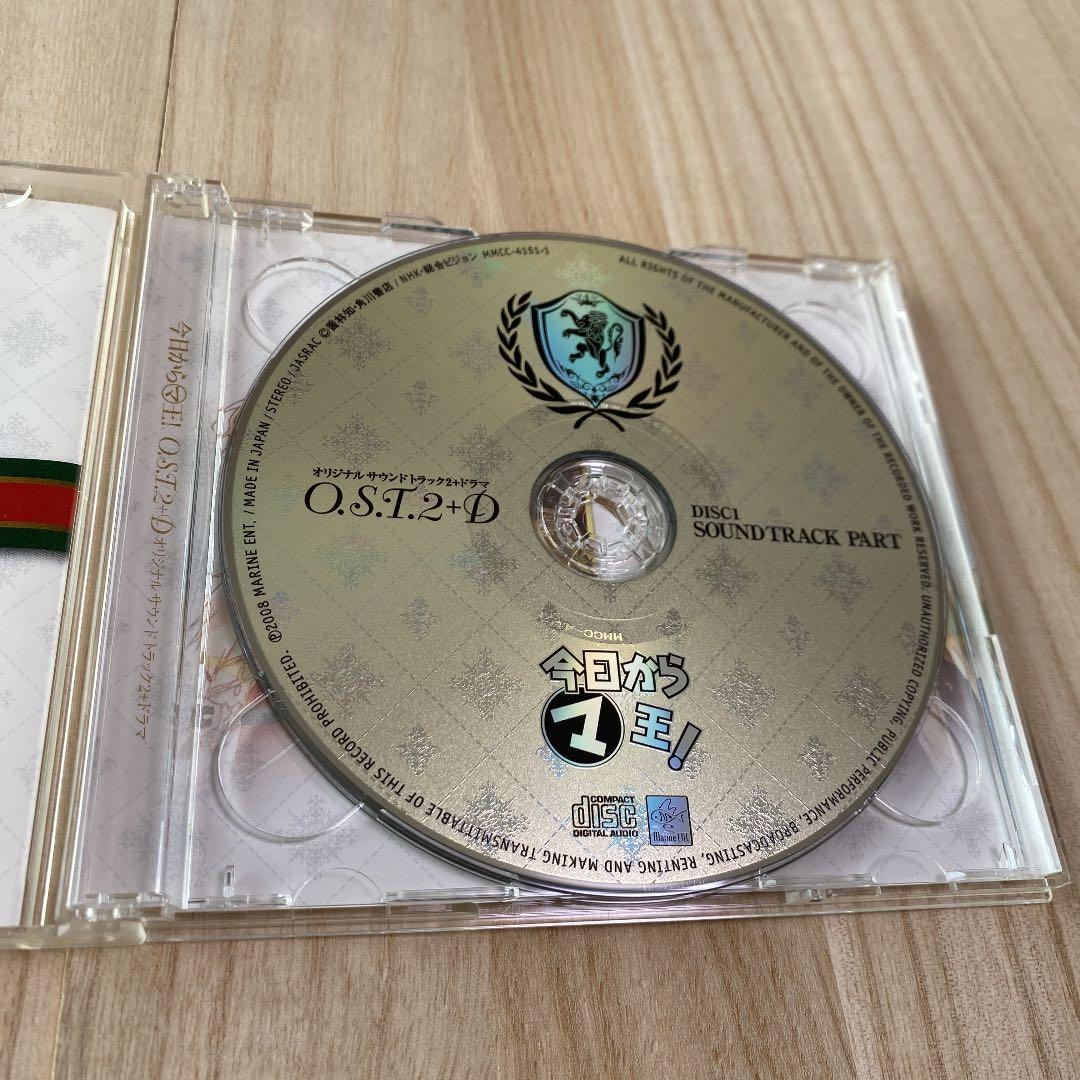 今日から㋮王! O.S.T.2+D オリジナル サウンド トラック2+ドラマ
ALL RIGHTS OF THE MANUFACTURER AND OF THE OWNER OF THE RECORDED WORK RESERVED. UNAUTHORIZED COPYING, PUBLIC PERFORMANCE, BROADCASTING, RENTING AND MAKING TRANSMITTABLE OF THIS RECORD PROHIBITED. ℗2008 MARINE ENT. / MADE IN JAPAN / STEREO / JASRAC ©喬林知・角川書店 / NHK・総合ビジョン MMCC-4151-1
オリジナル サウンド トラック2+ドラマ
O.S.T.2+D
DISC1
SOUNDTRACK PART
MMCC-4
今日から
マ王!
COMPACT
disc
DIGITAL AUDIO
Marine Ent.